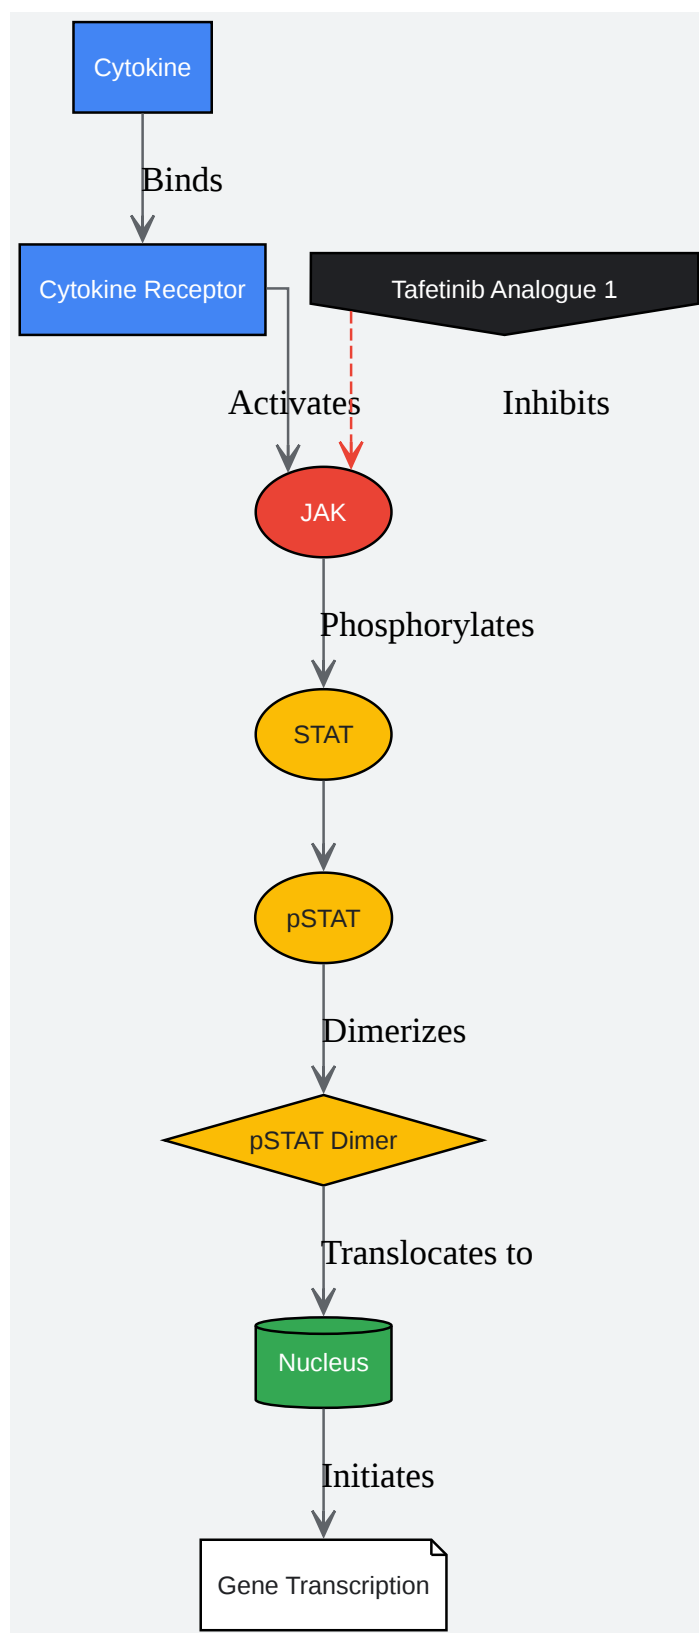 Cytokine
Binds
Cytokine Receptor
Tafetinib Analogue 1
Activates
Inhibits
JAK
Phosphorylates
STAT
pSTAT
Dimerizes
pSTAT Dimer
Translocates to
Nucleus
Initiates
Gene Transcription